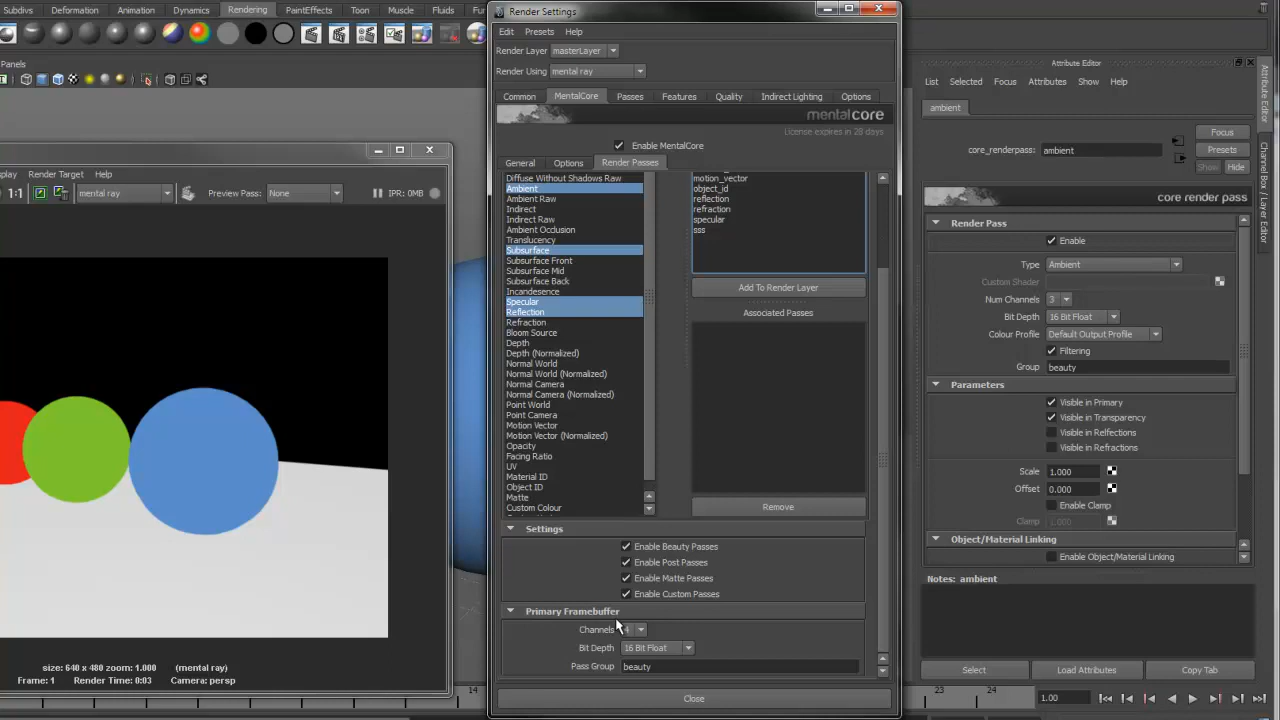 Subdivs Deformation Animation Dynamics Rendering PaintEffects Toon Muscle Fluids Fu
Panels
splay Render Target Help
1:1 mental ray Preview Pass: None IPR: 0MB
size: 640 x 480 zoom: 1.000 (mental ray)
Frame: 1 Render Time: 0:03 Camera: persp
14
Render Settings
Edit Presets Help
Render Layer masterLayer
Render Using mental ray
Common MentalCore Passes Features Quality Indirect Lighting Options
mentalcore
License expires in 28 days
Enable MentalCore
General Options Render Passes
Diffuse Without Shadows Raw
Ambient
Ambient Raw
Indirect
Indirect Raw
Ambient Occlusion
Translucency
Subsurface
Subsurface Front
Subsurface Mid
Subsurface Back
Incandesence
Specular
Reflection
Refraction
Bloom Source
Depth
Depth (Normalized)
Normal World
Normal World (Normalized)
Normal Camera
Normal Camera (Normalized)
Point World
Point Camera
Motion Vector
Motion Vector (Normalized)
Opacity
Facing Ratio
UV
Material ID
Object ID
Matte
Custom Colour
motion_vector
object_id
reflection
refraction
specular
sss
Add To Render Layer
Associated Passes
Remove
Settings
Enable Beauty Passes
Enable Post Passes
Enable Matte Passes
Enable Custom Passes
Primary Framebuffer
Channels 4
Bit Depth 16 Bit Float
Pass Group beauty
Close
Attribute Editor
List Selected Focus Attributes Show Help
ambient
core_renderpass: ambient
Focus
Presets
Show Hide
core render pass
Render Pass
Enable
Type Ambient
Custom Shader
Num Channels 3
Bit Depth 16 Bit Float
Colour Profile Default Output Profile
Filtering
Group beauty
Parameters
Visible in Primary
Visible in Transparency
Visible in Relfections
Visible in Refractions
Scale 1.000
Offset 0.000
Enable Clamp
Clamp 1.000
Object/Material Linking
Enable Object/Material Linking
Notes: ambient
Select Load Attributes Copy Tab
23 24 1.00
Attribute Editor
Channel Box / Layer Editor